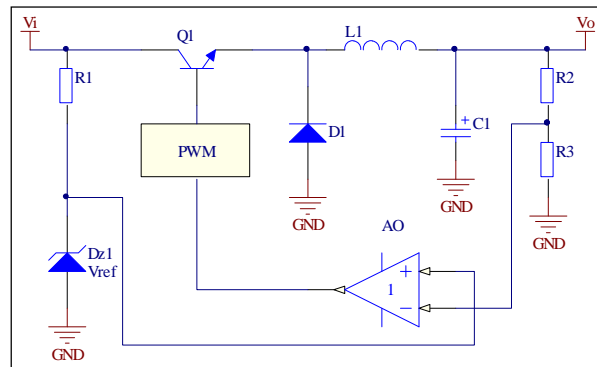 Vi
Q1
L1
Vo
R1
R2
PWM
D1
+
C1
R3
GND
GND
GND
AO
Dz1
Vref
+
1
−
GND